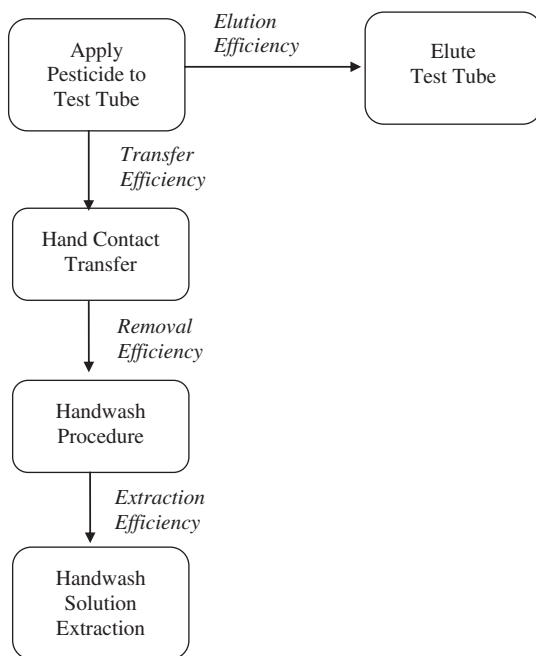 Apply
Pesticide to
Test Tube
Elution
Efficiency
Elute
Test Tube
Transfer
Efficiency
Hand Contact
Transfer
Removal
Efficiency
Handwash
Procedure
Extraction
Efficiency
Handwash
Solution
Extraction